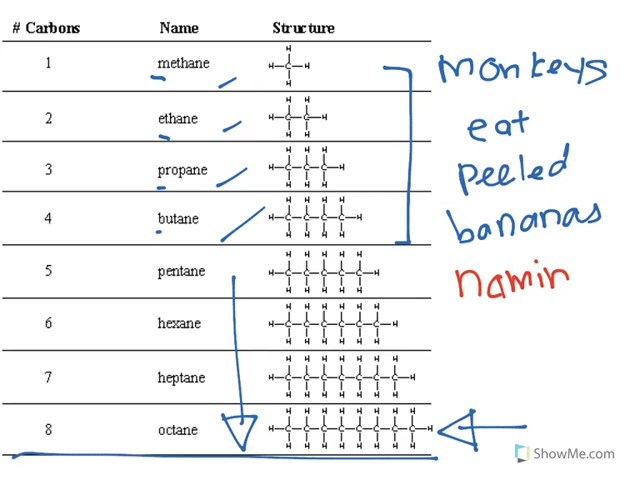 # Carbons Name Structure
1 methane monkeys
2 ethane eat
3 propane peeled
4 butane bananas
5 pentane namin
6 hexane
7 heptane
8 octane
ShowMe.com